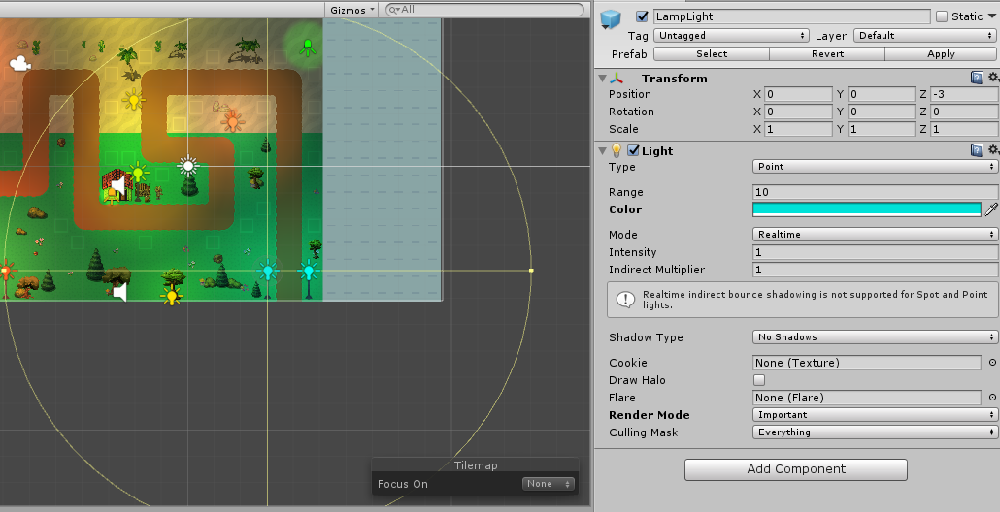 Gizmos All
LampLight Static
Tag Untagged Layer Default
Prefab Select Revert Apply
Transform
Position X 0 Y 0 Z -3
Rotation X 0 Y 0 Z 0
Scale X 1 Y 1 Z 1
Light
Type Point
Range 10
Color
Mode Realtime
Intensity 1
Indirect Multiplier 1
Realtime indirect bounce shadowing is not supported for Spot and Point
lights.
Shadow Type No Shadows
Cookie None (Texture)
Draw Halo
Flare None (Flare)
Render Mode Important
Culling Mask Everything
Add Component
Tilemap
Focus On None